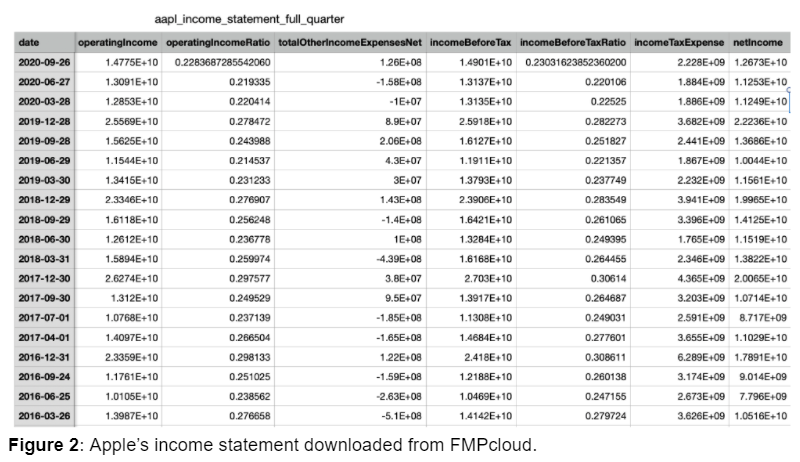 aapl_income_statement_full_quarter
date operatingIncome operatingIncomeRatio totalOtherIncomeExpensesNet incomeBeforeTax incomeBeforeTaxRatio incomeTaxExpense netIncome
2020-09-26 1.4775E+10 0.2283687285542060 1.26E+08 1.4901E+10 0.23031623852360200 2.228E+09 1.2673E+10
2020-06-27 1.3091E+10 0.219335 -1.58E+08 1.3137E+10 0.220106 1.884E+09 1.1253E+10
2020-03-28 1.2853E+10 0.220414 -1E+07 1.3135E+10 0.22525 1.886E+09 1.1249E+10
2019-12-28 2.5569E+10 0.278472 8.9E+07 2.5918E+10 0.282273 3.682E+09 2.2236E+10
2019-09-28 1.5625E+10 0.243988 2.06E+08 1.6127E+10 0.251827 2.441E+09 1.3686E+10
2019-06-29 1.1544E+10 0.214537 4.3E+07 1.1911E+10 0.221357 1.867E+09 1.0044E+10
2019-03-30 1.3415E+10 0.231233 3E+07 1.3793E+10 0.237749 2.232E+09 1.1561E+10
2018-12-29 2.3346E+10 0.276907 1.43E+08 2.3906E+10 0.283549 3.941E+09 1.9965E+10
2018-09-29 1.6118E+10 0.256248 -1.4E+08 1.6421E+10 0.261065 3.396E+09 1.4125E+10
2018-06-30 1.2612E+10 0.236778 1E+08 1.3284E+10 0.249395 1.765E+09 1.1519E+10
2018-03-31 1.5894E+10 0.259974 -4.39E+08 1.6168E+10 0.264455 2.346E+09 1.3822E+10
2017-12-30 2.6274E+10 0.297577 3.8E+07 2.703E+10 0.30614 4.365E+09 2.0065E+10
2017-09-30 1.312E+10 0.249529 9.5E+07 1.3917E+10 0.264687 3.203E+09 1.0714E+10
2017-07-01 1.0768E+10 0.237139 -1.85E+08 1.1308E+10 0.249031 2.591E+09 8.717E+09
2017-04-01 1.4097E+10 0.266504 -1.65E+08 1.4684E+10 0.277601 3.655E+09 1.1029E+10
2016-12-31 2.3359E+10 0.298133 1.22E+08 2.418E+10 0.308611 6.289E+09 1.7891E+10
2016-09-24 1.1761E+10 0.251025 -1.59E+08 1.2188E+10 0.260138 3.174E+09 9.014E+09
2016-06-25 1.0105E+10 0.238562 -2.63E+08 1.0469E+10 0.247155 2.673E+09 7.796E+09
2016-03-26 1.3987E+10 0.276658 -5.1E+08 1.4142E+10 0.279724 3.626E+09 1.0516E+10
Figure 2: Apple's income statement downloaded from FMPcloud.